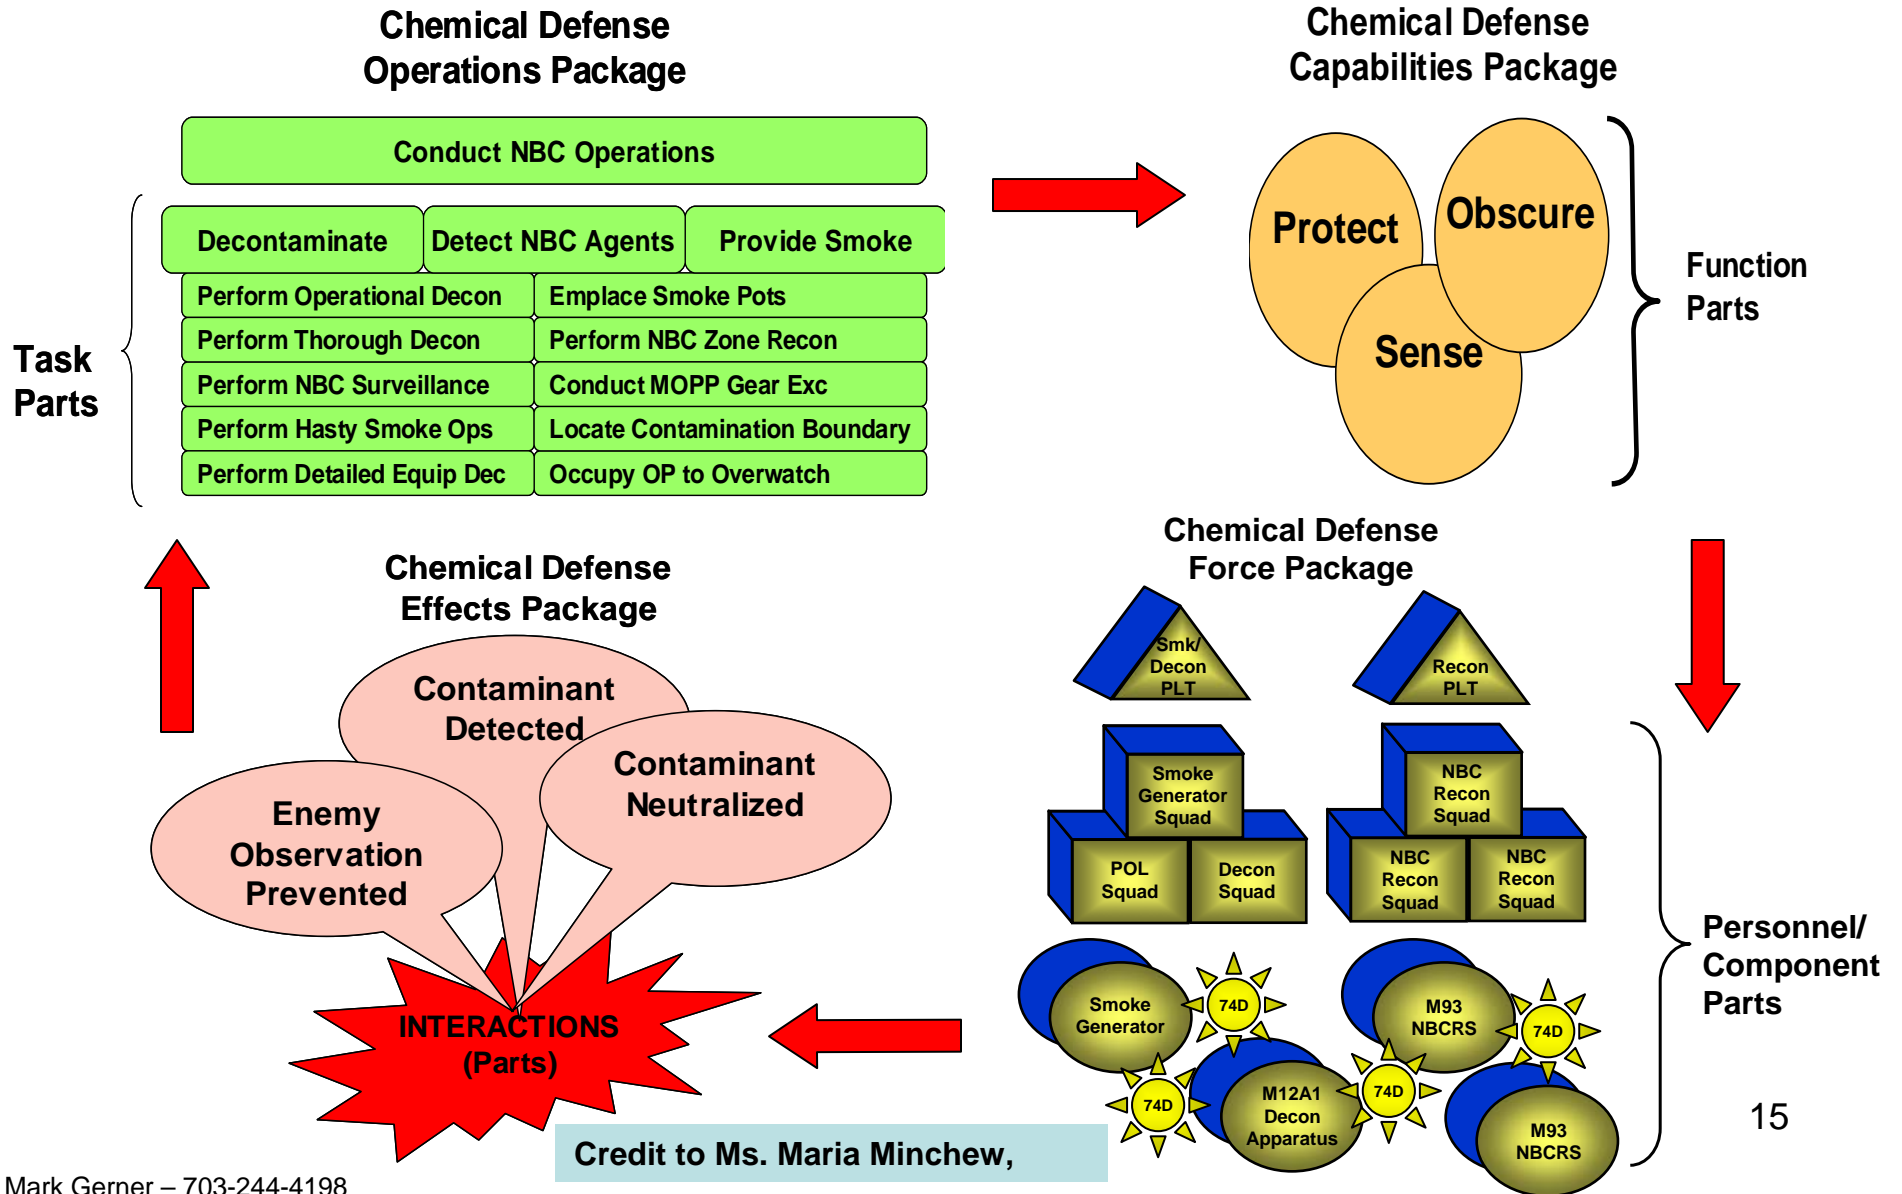 Chemical Defense
Operations Package
Conduct NBC Operations
Decontaminate
Detect NBC Agents
Provide Smoke
Perform Operational Decon
Emplace Smoke Pots
Perform Thorough Decon
Perform NBC Zone Recon
Perform NBC Surveillance
Conduct MOPP Gear Exc
Perform Hasty Smoke Ops
Locate Contamination Boundary
Perform Detailed Equip Dec
Occupy OP to Overwatch
Task
Parts
Chemical Defense
Capabilities Package
Protect
Obscure
Sense
Function
Parts
Chemical Defense
Effects Package
Contaminant
Detected
Contaminant
Neutralized
Enemy
Observation
Prevented
INTERACTIONS
(Parts)
Chemical Defense
Force Package
Smk/
Decon
PLT
Recon
PLT
Smoke
Generator
Squad
NBC
Recon
Squad
POL
Squad
Decon
Squad
NBC
Recon
Squad
NBC
Recon
Squad
Smoke
Generator
74D
M93
NBCRS
74D
74D
M12A1
Decon
Apparatus
74D
M93
NBCRS
Personnel/
Component
Parts
15
Credit to Ms. Maria Minchew,
Mark Gerner – 703-244-4198